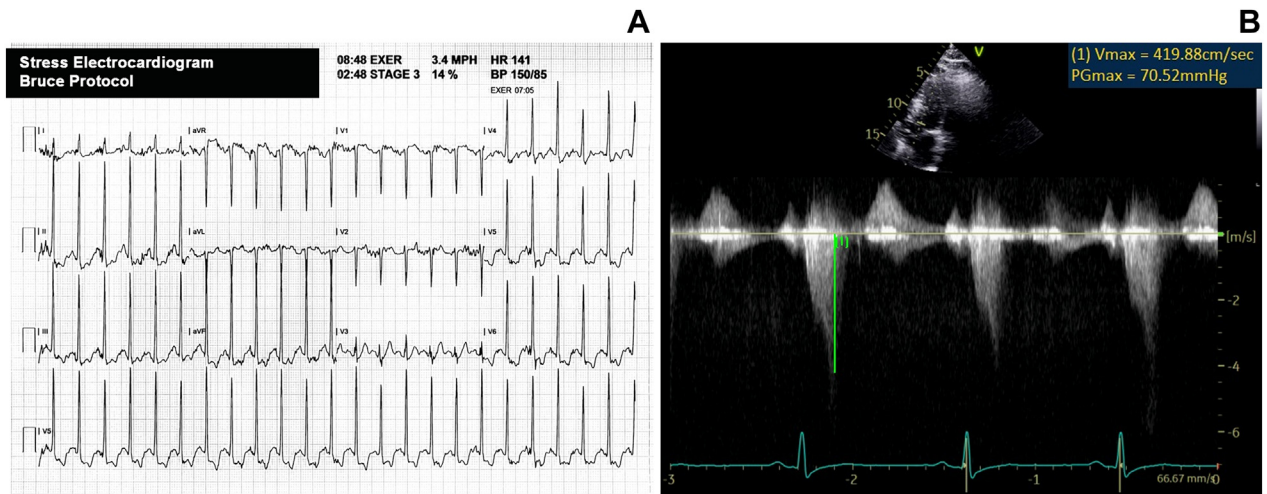 A
Stress Electrocardiogram
Bruce Protocol
08:48 EXER 3.4 MPH HR 141
02:48 STAGE 3 14 % BP 150/85
EXER 07:05
I aVR V1 V4
II aVL V2 V5
III aVF V3 V6
V5
B
V
(1) Vmax = 419.88cm/sec
PGmax = 70.52mmHg
5
10
15
(1)
[m/s]
-2
-4
-6
-3 -2 -1 0
66.67 mm/s